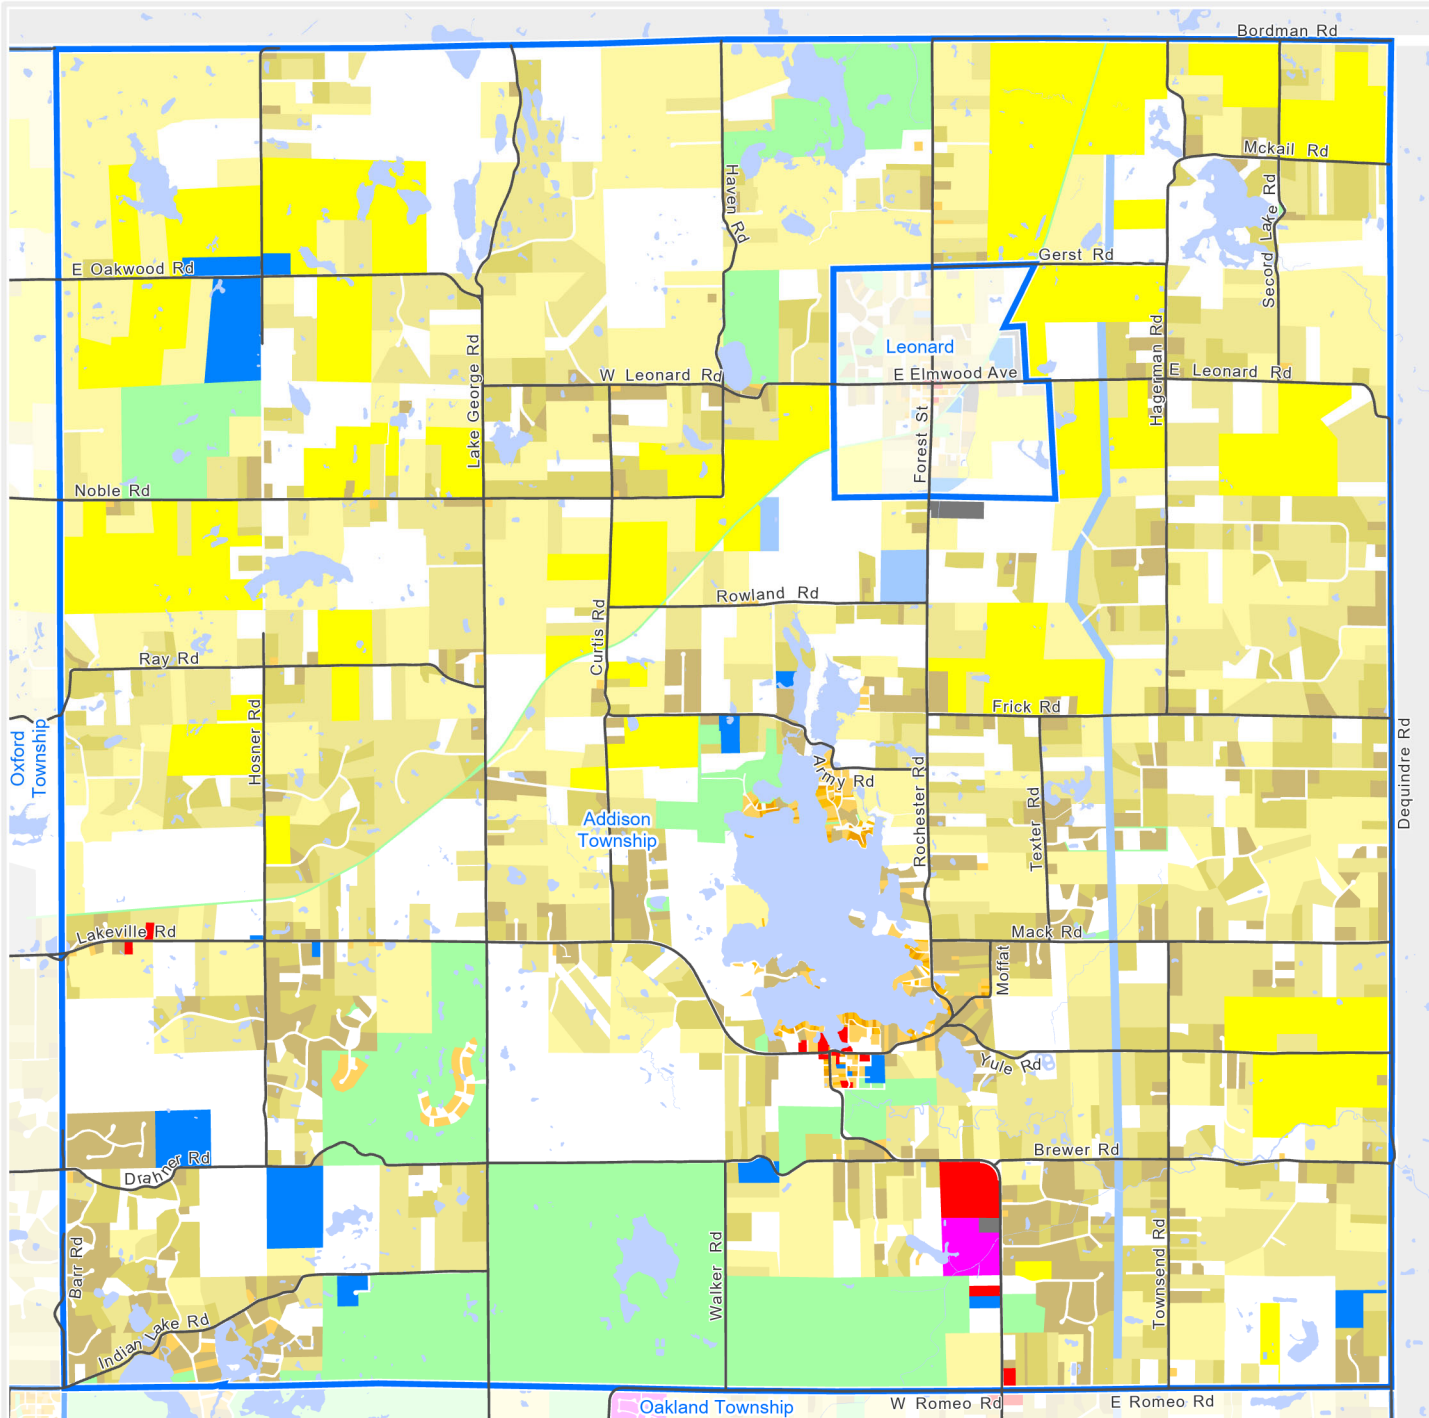 Bordman Rd
Mckail Rd
Haven Rd
Second Lake Rd
Gerst Rd
E Oakwood Rd
Hagerman Rd
Lake George Rd
Leonard
W Leonard Rd
E Elmwood Ave
E Leonard Rd
Forest St
Noble Rd
Rowland Rd
Curtis Rd
Ray Rd
Hosner Rd
Frick Rd
Oxford
Township
Army Rd
Rochester Rd
Texter Rd
Dequindre Rd
Addison
Township
Lakeville Rd
Mack Rd
Moffat
Yule Rd
Brewer Rd
Drahner Rd
Barr Rd
Walker Rd
Townsend Rd
Indian Lake Rd
Oakland Township
W Romeo Rd
E Romeo Rd